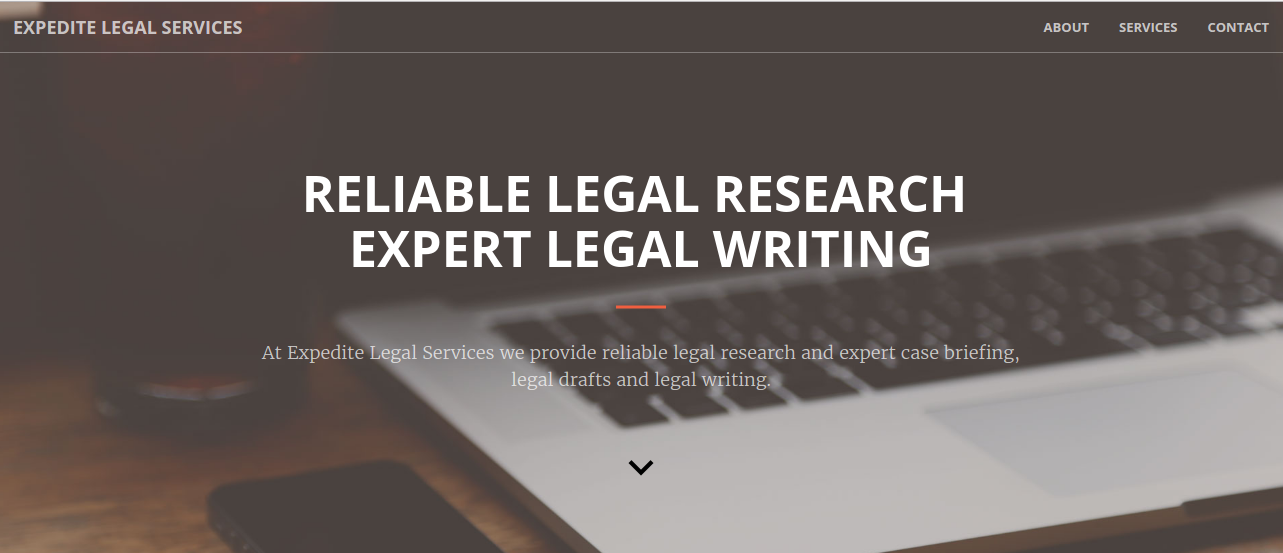 EXPEDITE LEGAL SERVICES
ABOUT SERVICES CONTACT
RELIABLE LEGAL RESEARCH
EXPERT LEGAL WRITING
At Expedite Legal Services we provide reliable legal research and expert case briefing,
legal drafts and legal writing.